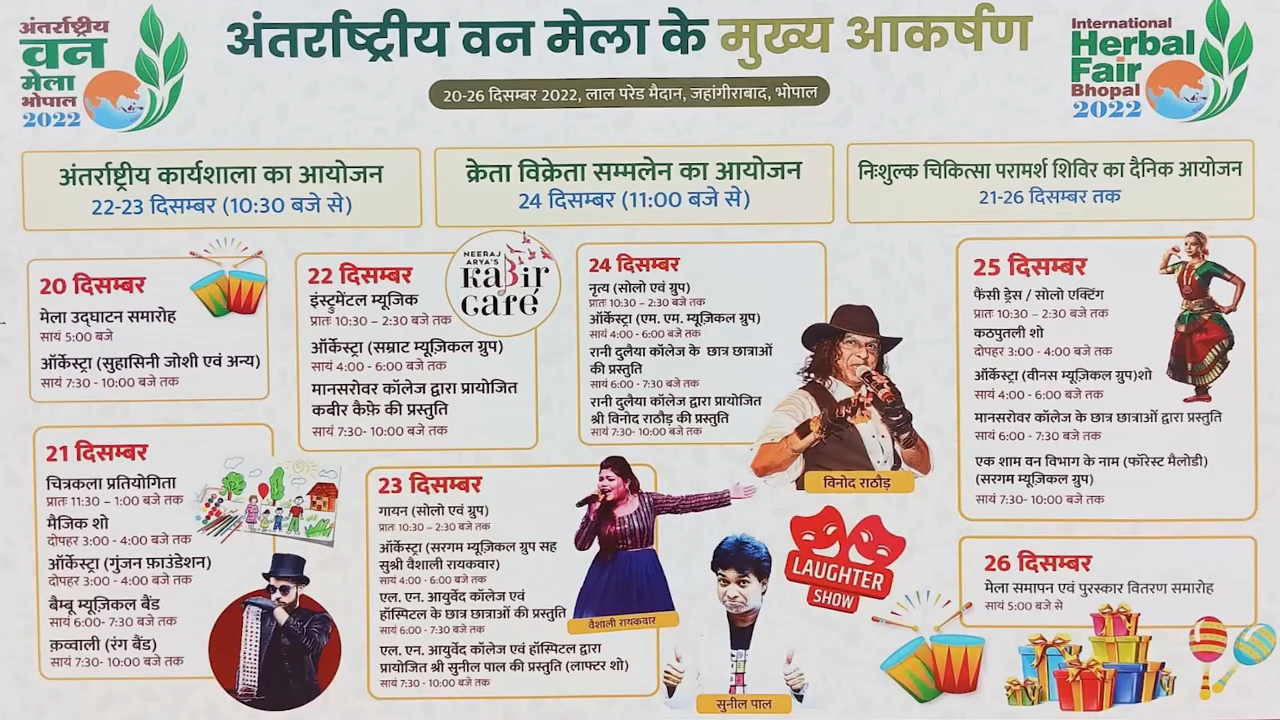 अंतर्राष्ट्रीय
वन
मेला
भोपाल
2022
अंतर्राष्ट्रीय वन मेला के मुख्य आकर्षण
20-26 दिसम्बर 2022, लाल परेड मैदान, जहांगीराबाद, भोपाल
International
Herbal
Fair
Bhopal
2022
अंतर्राष्ट्रीय कार्यशाला का आयोजन
22-23 दिसम्बर (10:30 बजे से)
क्रेता विक्रेता सम्मलेन का आयोजन
24 दिसम्बर (11:00 बजे से)
निःशुल्क चिकित्सा परामर्श शिविर का दैनिक आयोजन
21-26 दिसम्बर तक
20 दिसम्बर
मेला उद्घाटन समारोह
सायं 5:00 बजे
ऑर्केस्ट्रा (सुहासिनी जोशी एवं अन्य)
सायं 7:30 - 10:00 बजे तक
21 दिसम्बर
चित्रकला प्रतियोगिता
प्रातः 11:30 – 1:00 बजे तक
मैजिक शो
दोपहर 3:00 - 4:00 बजे तक
ऑर्केस्ट्रा (गुंजन फ़ाउंडेशन)
दोपहर 3:00 - 4:00 बजे तक
बैम्बू म्यूज़िकल बैंड
सायं 6:00- 7:30 बजे तक
क़व्वाली (रंग बैंड)
सायं 7:30- 10:00 बजे तक
22 दिसम्बर
इंस्ट्रुमेंटल म्यूजिक
प्रातः 10:30 – 2:30 बजे तक
ऑर्केस्ट्रा (सम्राट म्यूज़िकल ग्रुप)
सायं 4:00 - 6:00 बजे तक
मानसरोवर कॉलेज द्वारा प्रायोजित
कबीर कैफ़े की प्रस्तुति
सायं 7:30- 10:00 बजे तक
NEERAJ
ARYA'S
KaBir
café
23 दिसम्बर
गायन (सोलो एवं ग्रुप)
प्रातः 10:30 – 2:30 बजे तक
ऑर्केस्ट्रा (सरगम म्यूज़िकल ग्रुप सह
सुश्री वैशाली रायकवार)
सायं 4:00 - 6:00 बजे तक
एल. एन. आयुर्वेद कॉलेज एवं
हॉस्पिटल के छात्र छात्राओं की प्रस्तुति
सायं 6:00 - 7:30 बजे तक
एल. एन. आयुर्वेद कॉलेज एवं हॉस्पिटल द्वारा
प्रायोजित श्री सुनील पाल की प्रस्तुति (लाफ्टर शो)
सायं 7:30 - 10:00 बजे तक
वैशाली रायकवार
24 दिसम्बर
नृत्य (सोलो एवं ग्रुप)
प्रातः 10:30 – 2:30 बजे तक
ऑर्केस्ट्रा (एम. एम. म्यूज़िकल ग्रुप)
सायं 4:00 - 6:00 बजे तक
रानी दुलैया कॉलेज के छात्र छात्राओं
की प्रस्तुति
सायं 6:00 - 7:30 बजे तक
रानी दुलैया कॉलेज द्वारा प्रायोजित
श्री विनोद राठौड़ की प्रस्तुति
सायं 7:30- 10:00 बजे तक
विनोद राठौड़
LAUGHTER
SHOW
सुनील पाल
25 दिसम्बर
फैंसी ड्रेस / सोलो एक्टिंग
प्रातः 10:30 – 2:30 बजे तक
कठपुतली शो
दोपहर 3:00 - 4:00 बजे तक
ऑर्केस्ट्रा (वीनस म्यूज़िकल ग्रुप)शो
सायं 4:00 - 6:00 बजे तक
मानसरोवर कॉलेज के छात्र छात्राओं द्वारा प्रस्तुति
सायं 6:00 - 7:30 बजे तक
एक शाम वन विभाग के नाम (फॉरेस्ट मैलोडी)
(सरगम म्यूज़िकल ग्रुप)
सायं 7:30- 10:00 बजे तक
26 दिसम्बर
मेला समापन एवं पुरस्कार वितरण समारोह
सायं 5:00 बजे से